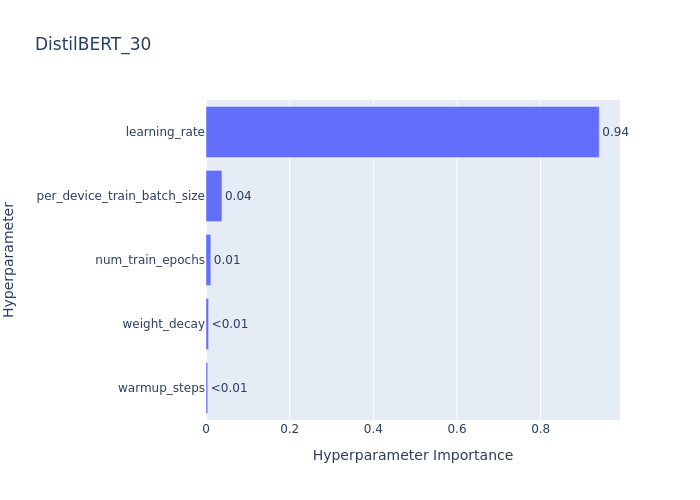 DistilBERT_30
Hyperparameter
learning_rate 0.94
per_device_train_batch_size 0.04
num_train_epochs 0.01
weight_decay <0.01
warmup_steps <0.01
0 0.2 0.4 0.6 0.8
Hyperparameter Importance